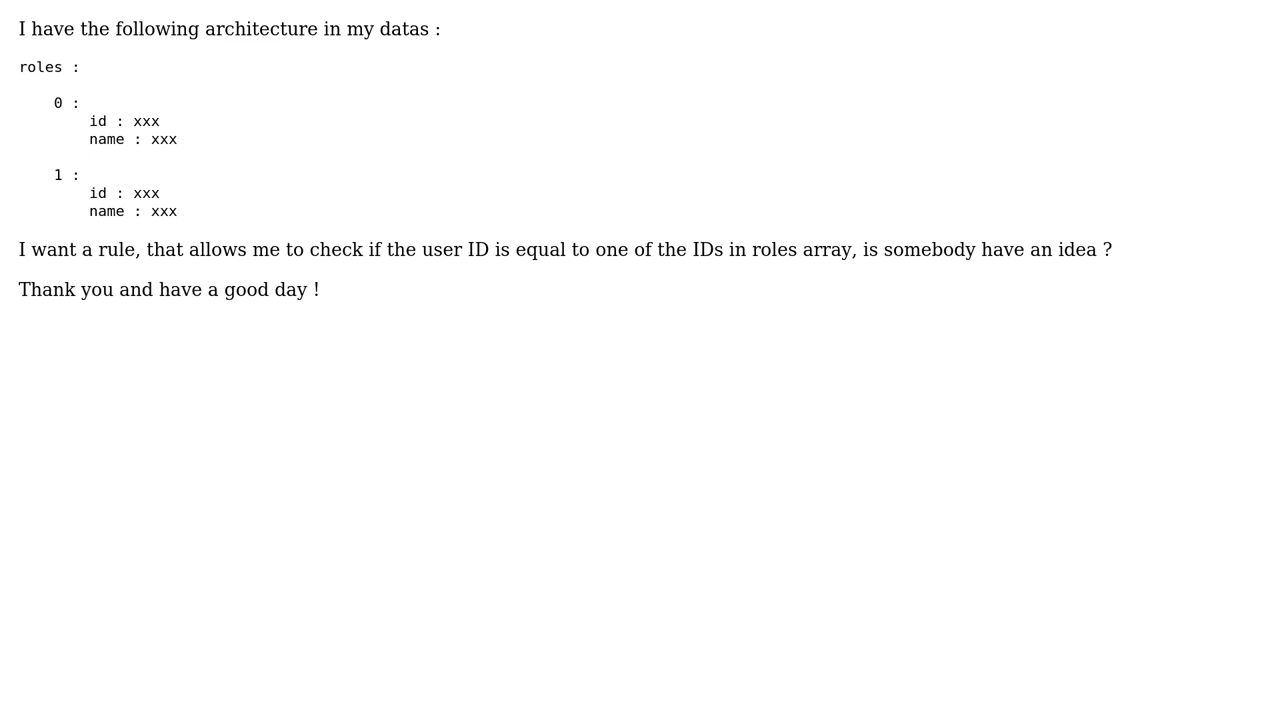 I have the following architecture in my datas :
roles :
0 :
id : xxx
name : xxx
1 :
id : xxx
name : xxx
I want a rule, that allows me to check if the user ID is equal to one of the IDs in roles array, is somebody have an idea ?
Thank you and have a good day !